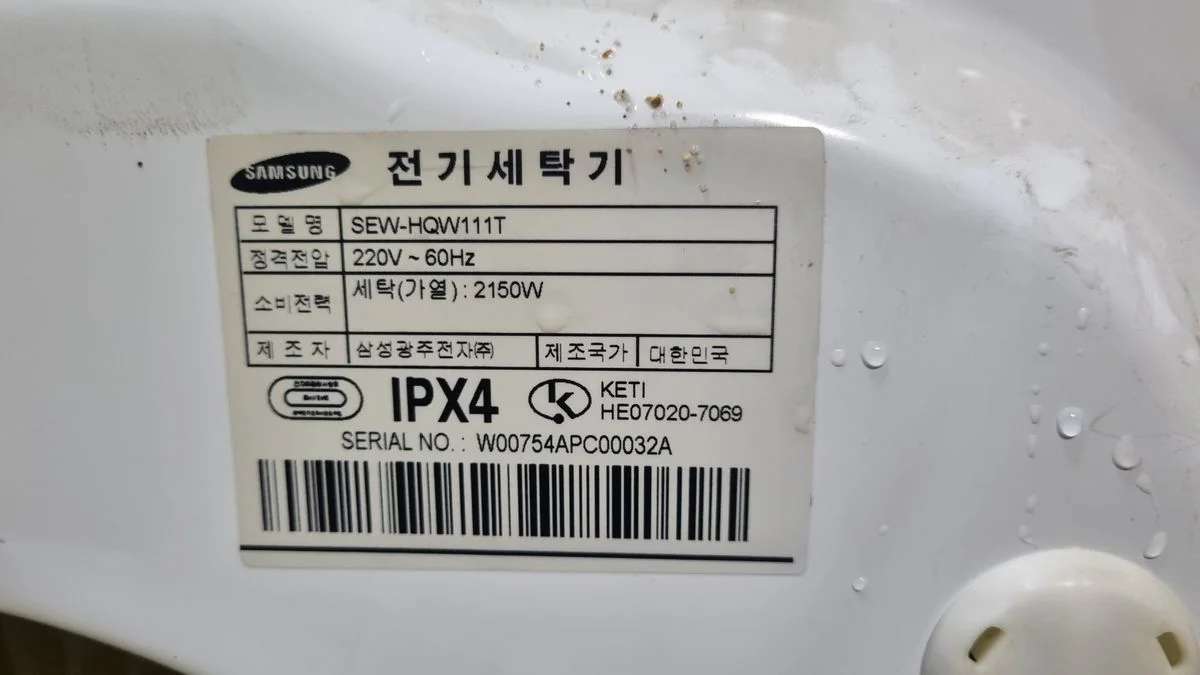 SAMSUNG 전기세탁기
모델명 SEW-HQW111T
정격전압 220V ~ 60Hz
소비전력 세탁(가열) : 2150W
제조자 삼성광주전자㈜ 제조국가 대한민국
IPX4 KETI
HE07020-7069
SERIAL NO. : W00754APC00032A